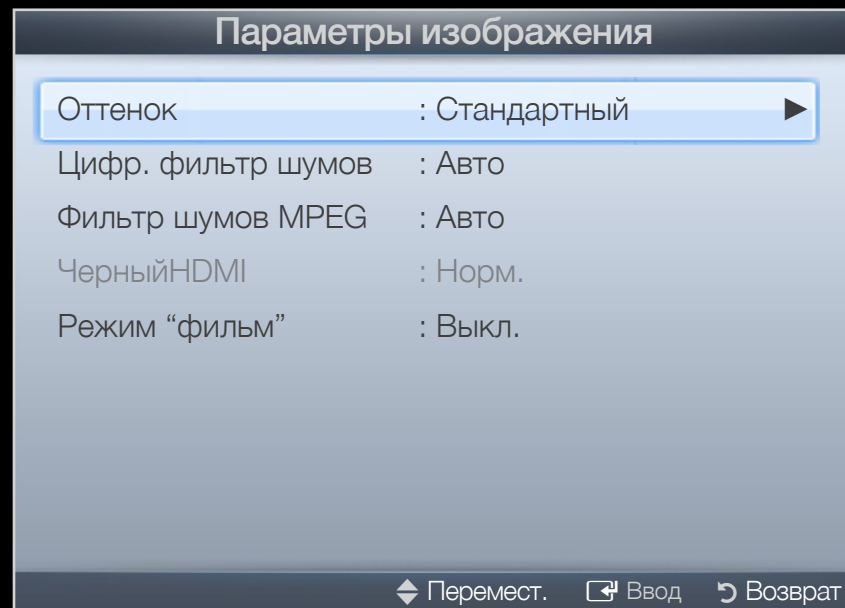 Параметры изображения
Оттенок : Стандартный ►
Цифр. фильтр шумов : Авто
Фильтр шумов MPEG : Авто
ЧерныйHDMI : Норм.
Режим “фильм” : Выкл.
Перемест. Ввод Возврат